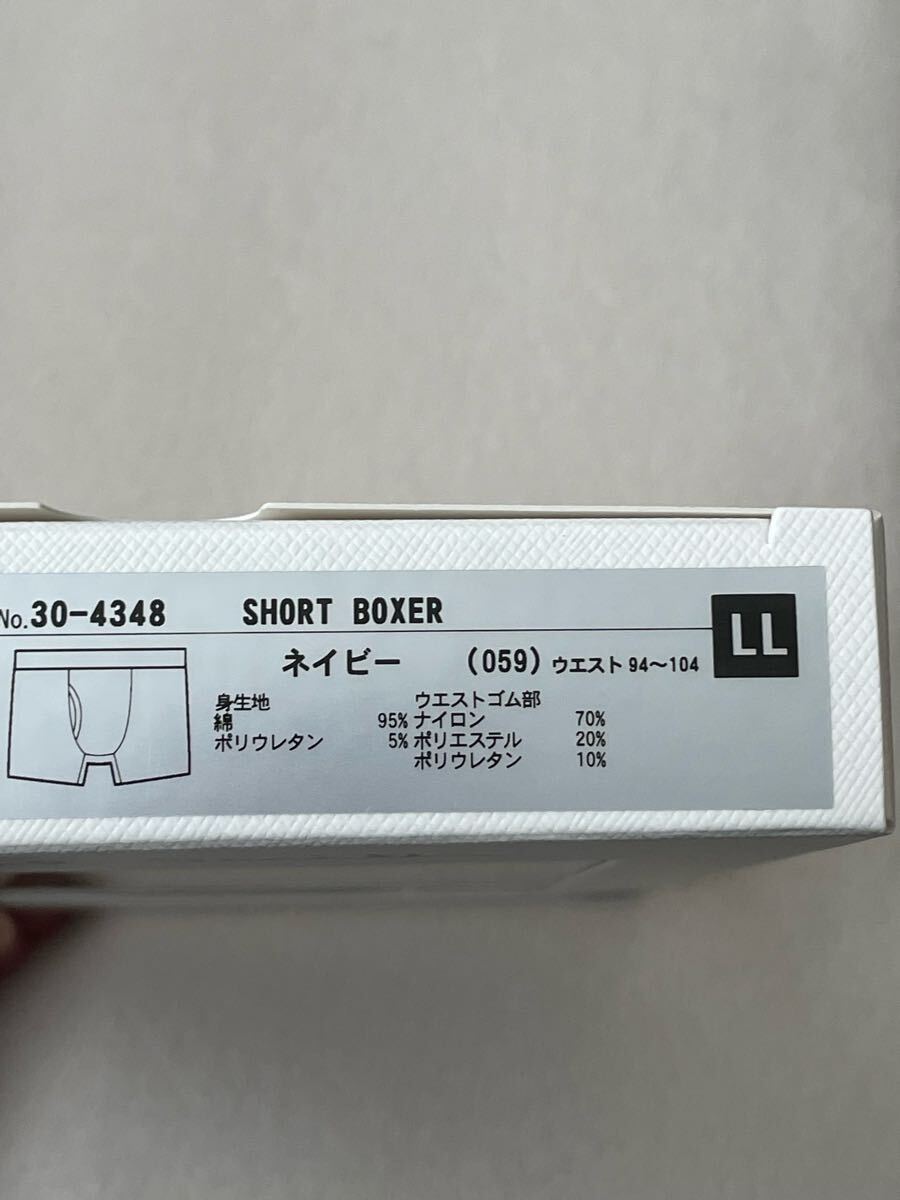 No.30-4348 SHORT BOXER
LL
ネイビー (059) ウエスト 94～104
身生地
綿 95%
ポリウレタン 5%
ウエストゴム部
ナイロン 70%
ポリエステル 20%
ポリウレタン 10%